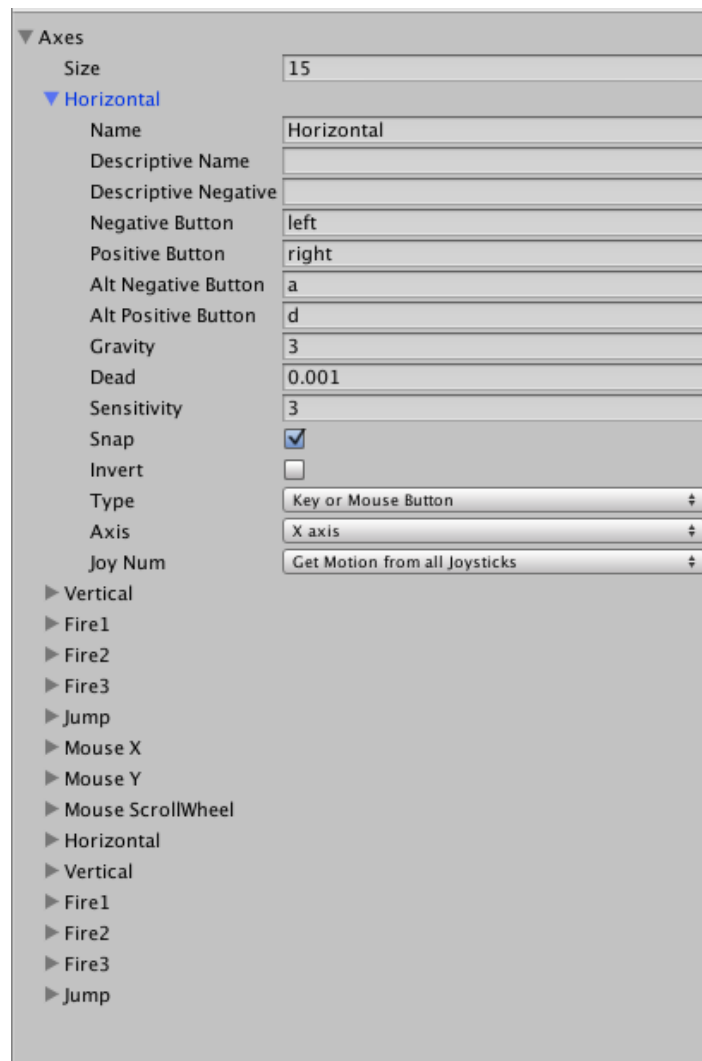 Axes
Size 15
Horizontal
Name Horizontal
Descriptive Name
Descriptive Negative
Negative Button left
Positive Button right
Alt Negative Button a
Alt Positive Button d
Gravity 3
Dead 0.001
Sensitivity 3
Snap
Invert
Type Key or Mouse Button
Axis X axis
Joy Num Get Motion from all Joysticks
Vertical
Fire1
Fire2
Fire3
Jump
Mouse X
Mouse Y
Mouse ScrollWheel
Horizontal
Vertical
Fire1
Fire2
Fire3
Jump